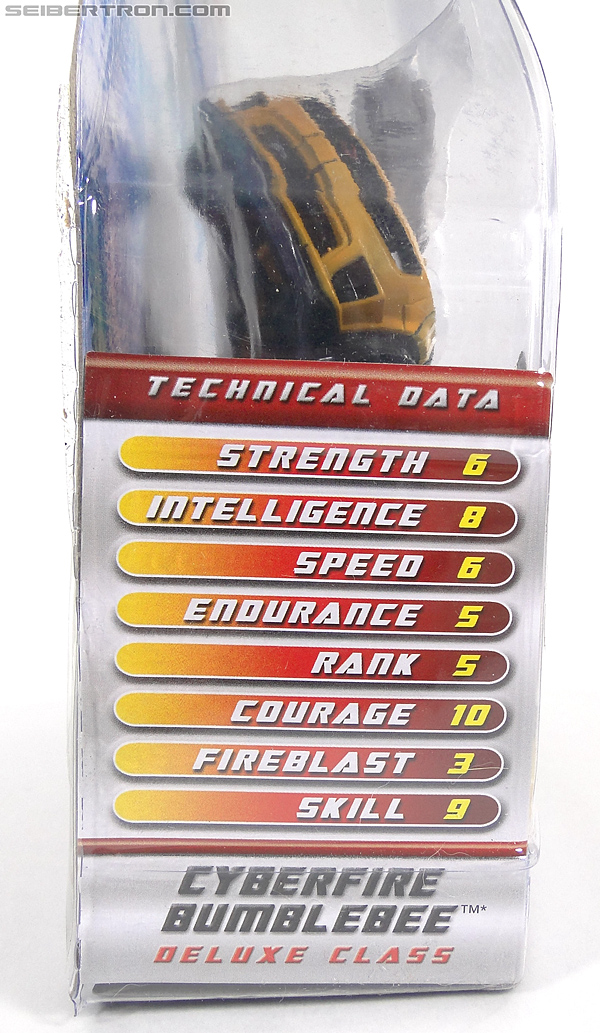 SEIBERTRON.COM
TECHNICAL DATA
STRENGTH 6
INTELLIGENCE 8
SPEED 6
ENDURANCE 5
RANK 5
COURAGE 10
FIREBLAST 3
SKILL 9
CYBERFIRE
BUMBLEBEE™*
DELUXE CLASS